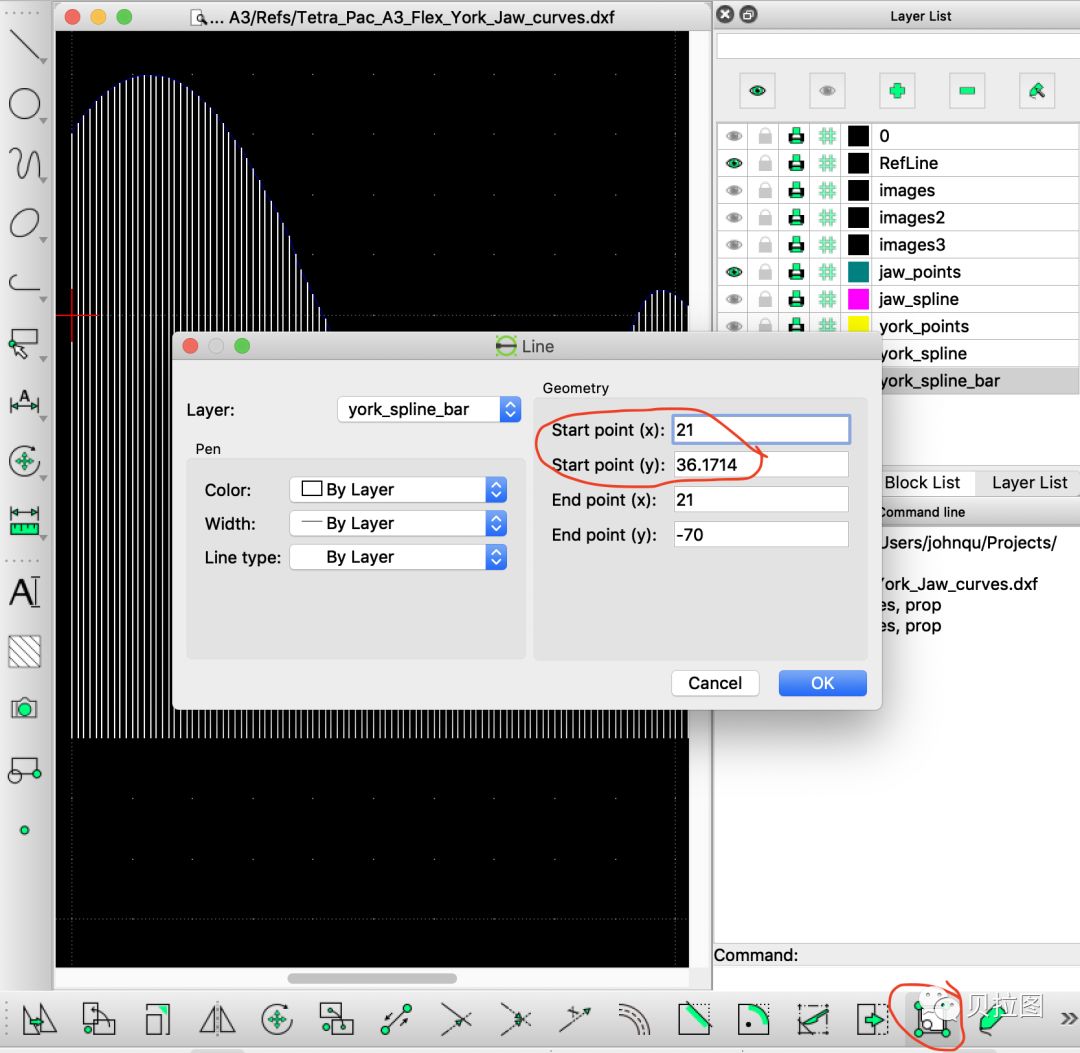 ... A3/Refs/Tetra_Pac_A3_Flex_York_Jaw_curves.dxf
Layer List
0
RefLine
images
images2
images3
jaw_points
jaw_spline
york_points
york_spline
york_spline_bar
Line
Layer:
york_spline_bar
Pen
Color:
By Layer
Width:
By Layer
Line type:
By Layer
Geometry
Start point (x):
21
Start point (y):
36.1714
End point (x):
21
End point (y):
-70
Cancel
OK
Block List
Layer List
Command line
Users/johnqu/Projects/
York_Jaw_curves.dxf
es, prop
es, prop
Command:
A
A
贝拉图